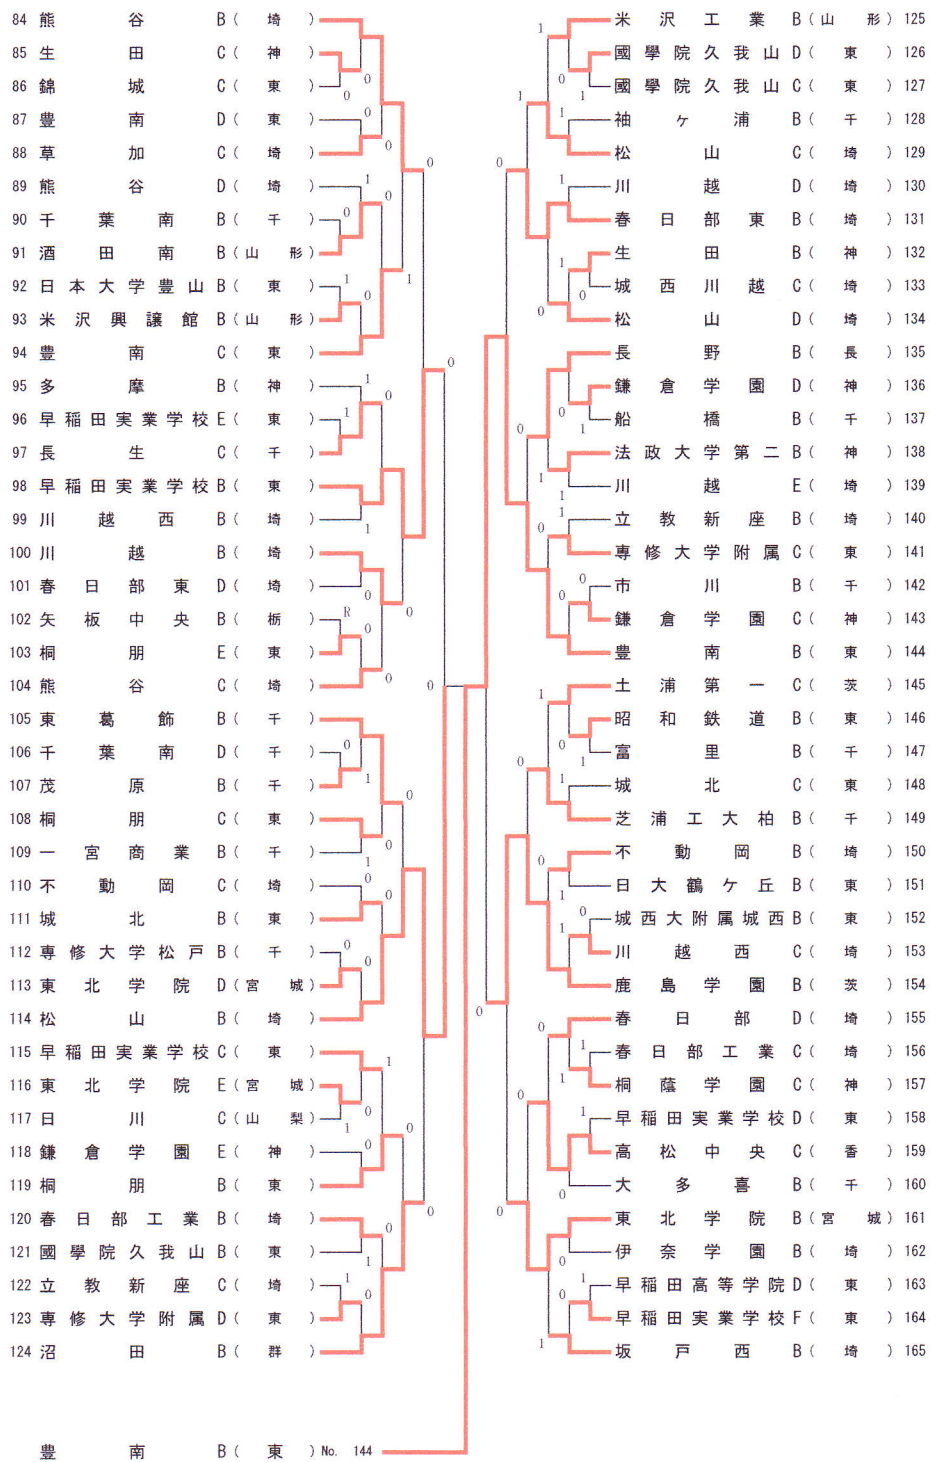 84 熊谷 B (埼)
85 生田 C (神)
86 錦城 C (東)
87 豊南 D (東)
88 草加 C (埼)
89 熊谷 D (埼)
90 千葉南 B (千)
91 酒田南 B (山形)
92 日本大学豊山 B (東)
93 米沢興譲館 B (山形)
94 豊南 C (東)
95 多摩 B (神)
96 早稲田実業学校 E (東)
97 長生 C (千)
98 早稲田実業学校 B (東)
99 川越西 B (埼)
100 川越 B (埼)
101 春日部東 D (埼)
102 矢板中央 B (栃)
103 桐朋 E (東)
104 熊谷 C (埼)
105 東葛飾 B (千)
106 千葉南 D (千)
107 茂原 B (千)
108 桐朋 C (東)
109 一宮商業 B (千)
110 不動岡 C (埼)
111 城北 B (東)
112 専修大学松戸 B (千)
113 東北学院 D (宮城)
114 松山 B (埼)
115 早稲田実業学校 C (東)
116 東北学院 E (宮城)
117 日川 C (山梨)
118 鎌倉学園 E (神)
119 桐朋 B (東)
120 春日部工業 B (埼)
121 國學院久我山 B (東)
122 立教新座 C (埼)
123 専修大学附属 D (東)
124 沼田 B (群)
豊南 B (東) No. 144
米沢工業 B (山形) 125
國學院久我山 D (東) 126
國學院久我山 C (東) 127
袖ヶ浦 B (千) 128
松山 C (埼) 129
川越 D (埼) 130
春日部東 B (埼) 131
生田 B (神) 132
城西川越 C (埼) 133
松山 D (埼) 134
長野 B (長) 135
鎌倉学園 D (神) 136
船橋 B (千) 137
法政大学第二 B (神) 138
川越 E (埼) 139
立教新座 B (埼) 140
専修大学附属 C (東) 141
市川 B (千) 142
鎌倉学園 C (神) 143
豊南 B (東) 144
土浦第一 C (茨) 145
昭和鉄道 B (東) 146
富里 B (千) 147
城北 C (東) 148
芝浦工大柏 B (千) 149
不動岡 B (埼) 150
日大鶴ケ丘 B (東) 151
城西大附属城西 B (東) 152
川越西 C (埼) 153
鹿島学園 B (茨) 154
春日部 D (埼) 155
春日部工業 C (埼) 156
桐蔭学園 C (神) 157
早稲田実業学校 D (東) 158
高松中央 C (香) 159
大多喜 B (千) 160
東北学院 B (宮城) 161
伊奈学園 B (埼) 162
早稲田高等学院 D (東) 163
早稲田実業学校 F (東) 164
坂戸西 B (埼) 165